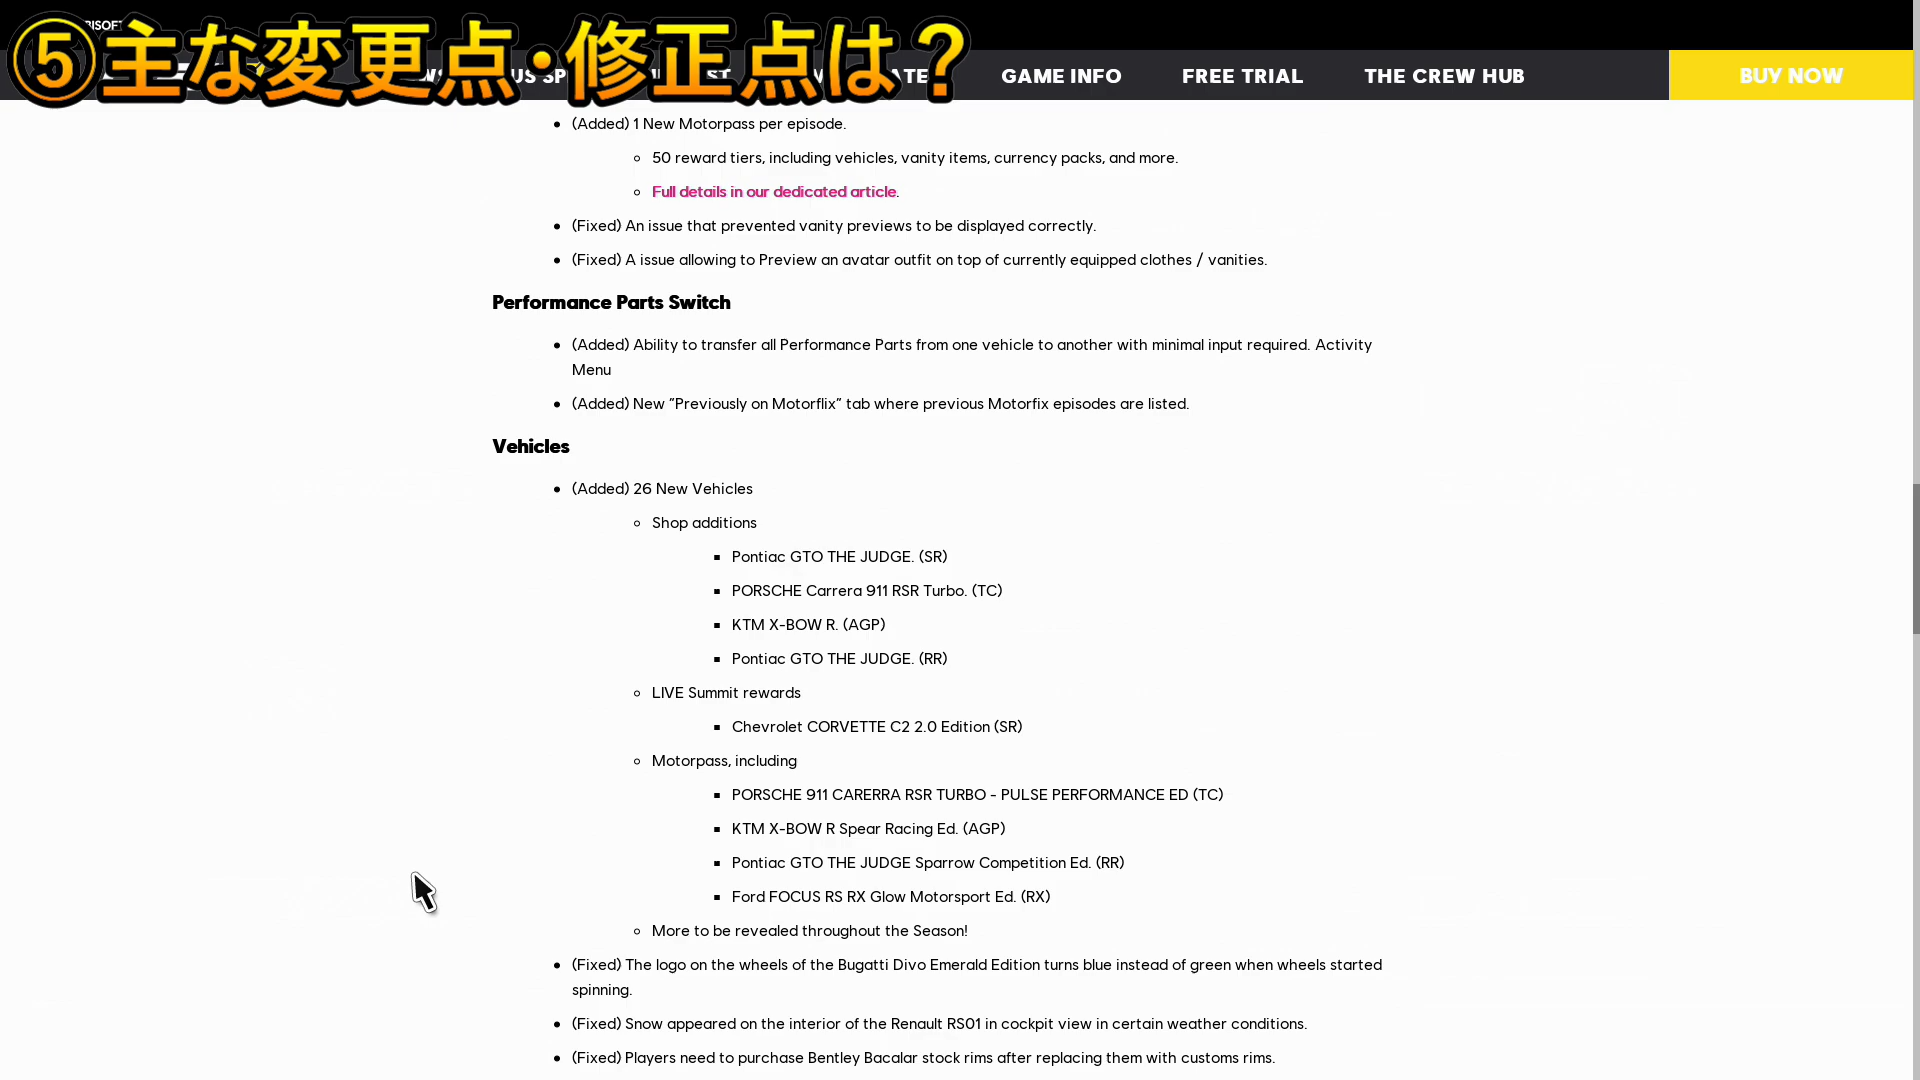 ⑤主な変更点・修正点は？
GAME INFO
FREE TRIAL
THE CREW HUB
BUY NOW
• (Added) 1 New Motorpass per episode.
◦ 50 reward tiers, including vehicles, vanity items, currency packs, and more.
◦ Full details in our dedicated article.
• (Fixed) An issue that prevented vanity previews to be displayed correctly.
• (Fixed) A issue allowing to Preview an avatar outfit on top of currently equipped clothes / vanities.
Performance Parts Switch
• (Added) Ability to transfer all Performance Parts from one vehicle to another with minimal input required. Activity
Menu
• (Added) New “Previously on Motorflix” tab where previous Motorfix episodes are listed.
Vehicles
• (Added) 26 New Vehicles
◦ Shop additions
▪ Pontiac GTO THE JUDGE. (SR)
▪ PORSCHE Carrera 911 RSR Turbo. (TC)
▪ KTM X-BOW R. (AGP)
▪ Pontiac GTO THE JUDGE. (RR)
◦ LIVE Summit rewards
▪ Chevrolet CORVETTE C2 2.0 Edition (SR)
◦ Motorpass, including
▪ PORSCHE 911 CARERRA RSR TURBO - PULSE PERFORMANCE ED (TC)
▪ KTM X-BOW R Spear Racing Ed. (AGP)
▪ Pontiac GTO THE JUDGE Sparrow Competition Ed. (RR)
▪ Ford FOCUS RS RX Glow Motorsport Ed. (RX)
◦ More to be revealed throughout the Season!
• (Fixed) The logo on the wheels of the Bugatti Divo Emerald Edition turns blue instead of green when wheels started
spinning.
• (Fixed) Snow appeared on the interior of the Renault RS01 in cockpit view in certain weather conditions.
• (Fixed) Players need to purchase Bentley Bacalar stock rims after replacing them with customs rims.